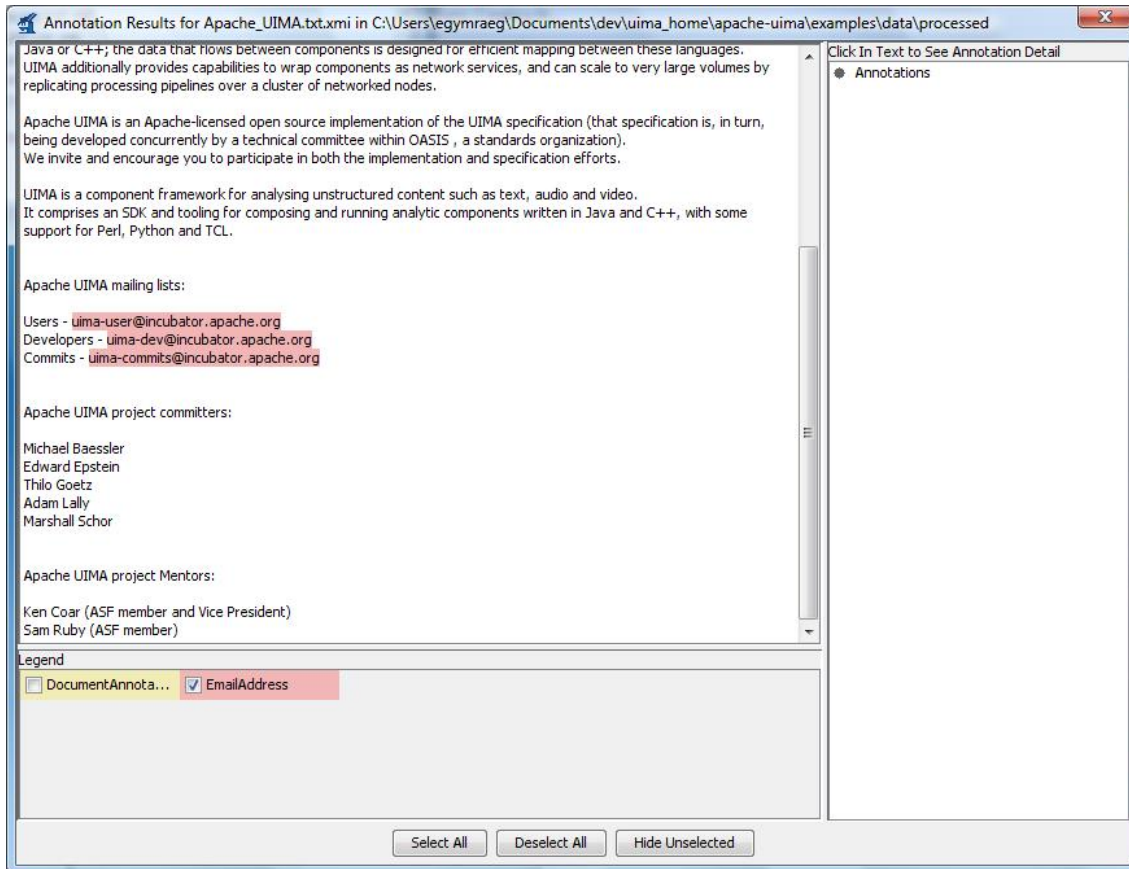 Annotation Results for Apache_UIMA.txt.xmi in C:\Users\egymraeg\Documents\dev\uima_home\apache-uima\examples\data\processed
Java or C++; the data that flows between components is designed for efficient mapping between these languages.
UIMA additionally provides capabilities to wrap components as network services, and can scale to very large volumes by
replicating processing pipelines over a cluster of networked nodes.
Apache UIMA is an Apache-licensed open source implementation of the UIMA specification (that specification is, in turn,
being developed concurrently by a technical committee within OASIS , a standards organization).
We invite and encourage you to participate in both the implementation and specification efforts.
UIMA is a component framework for analysing unstructured content such as text, audio and video.
It comprises an SDK and tooling for composing and running analytic components written in Java and C++, with some
support for Perl, Python and TCL.
Apache UIMA mailing lists:
Users - uima-user@incubator.apache.org
Developers - uima-dev@incubator.apache.org
Commits - uima-commits@incubator.apache.org
Apache UIMA project committers:
Michael Baessler
Edward Epstein
Thilo Goetz
Adam Lally
Marshall Schor
Apache UIMA project Mentors:
Ken Coar (ASF member and Vice President)
Sam Ruby (ASF member)
Click In Text to See Annotation Detail
Annotations
Legend
DocumentAnnota... EmailAddress
Select All Deselect All Hide Unselected